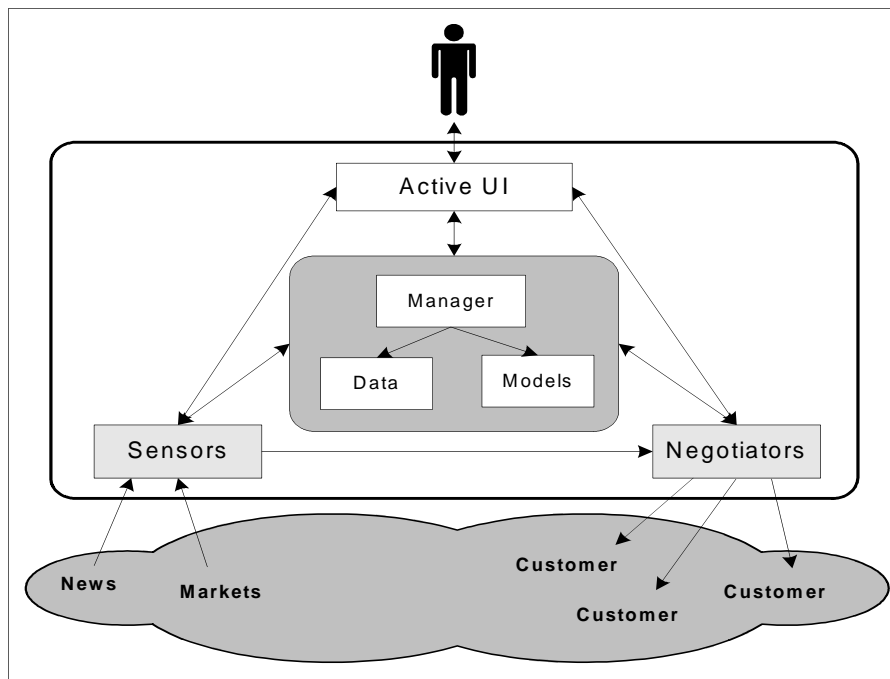 Active UI
Manager
Data
Models
Sensors
Negotiators
News
Markets
Customer
Customer
Customer